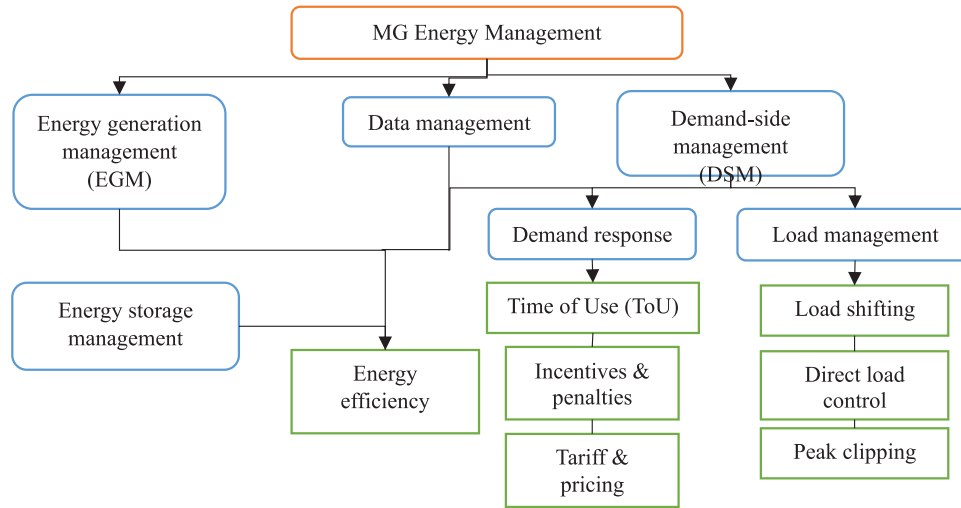 MG Energy Management
Energy generation
management
(EGM)
Data management
Demand-side
management
(DSM)
Demand response
Load management
Energy storage
management
Time of Use (ToU)
Load shifting
Energy
efficiency
Incentives &
penalties
Direct load
control
Tariff &
pricing
Peak clipping